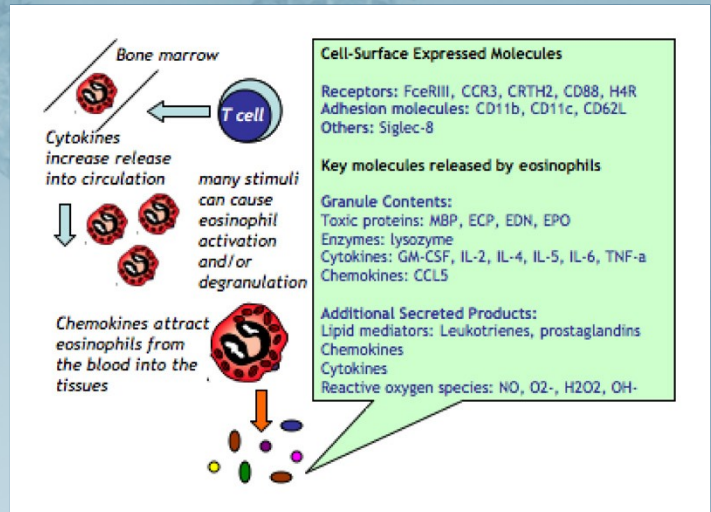 Bone marrow
T cell
Cytokines
increase release
into circulation
many stimuli
can cause
eosinophil
activation
and/or
degranulation
Chemokines attract
eosinophils from
the blood into the
tissues
Cell-Surface Expressed Molecules
Receptors: FceRIII, CCR3, CRTH2, CD88, H4R
Adhesion molecules: CD11b, CD11c, CD62L
Others: Siglec-8
Key molecules released by eosinophils
Granule Contents:
Toxic proteins: MBP, ECP, EDN, EPO
Enzymes: lysozyme
Cytokines: GM-CSF, IL-2, IL-4, IL-5, IL-6, TNF-a
Chemokines: CCL5
Additional Secreted Products:
Lipid mediators: Leukotrienes, prostaglandins
Chemokines
Cytokines
Reactive oxygen species: NO, O2-, H2O2, OH-